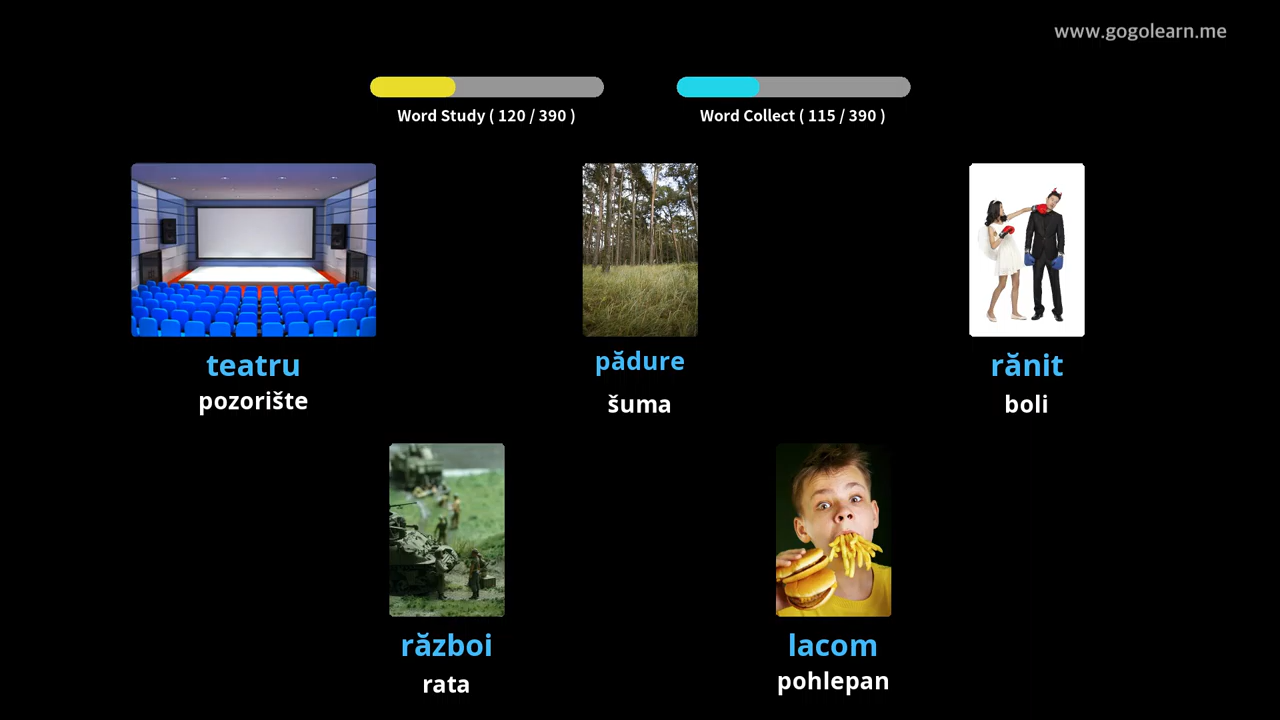 www.gogolearn.me
Word Study ( 120 / 390 )
Word Collect ( 115 / 390 )
teatru
pozorište
pădure
šuma
rănit
boli
război
rata
lacom
pohlepan